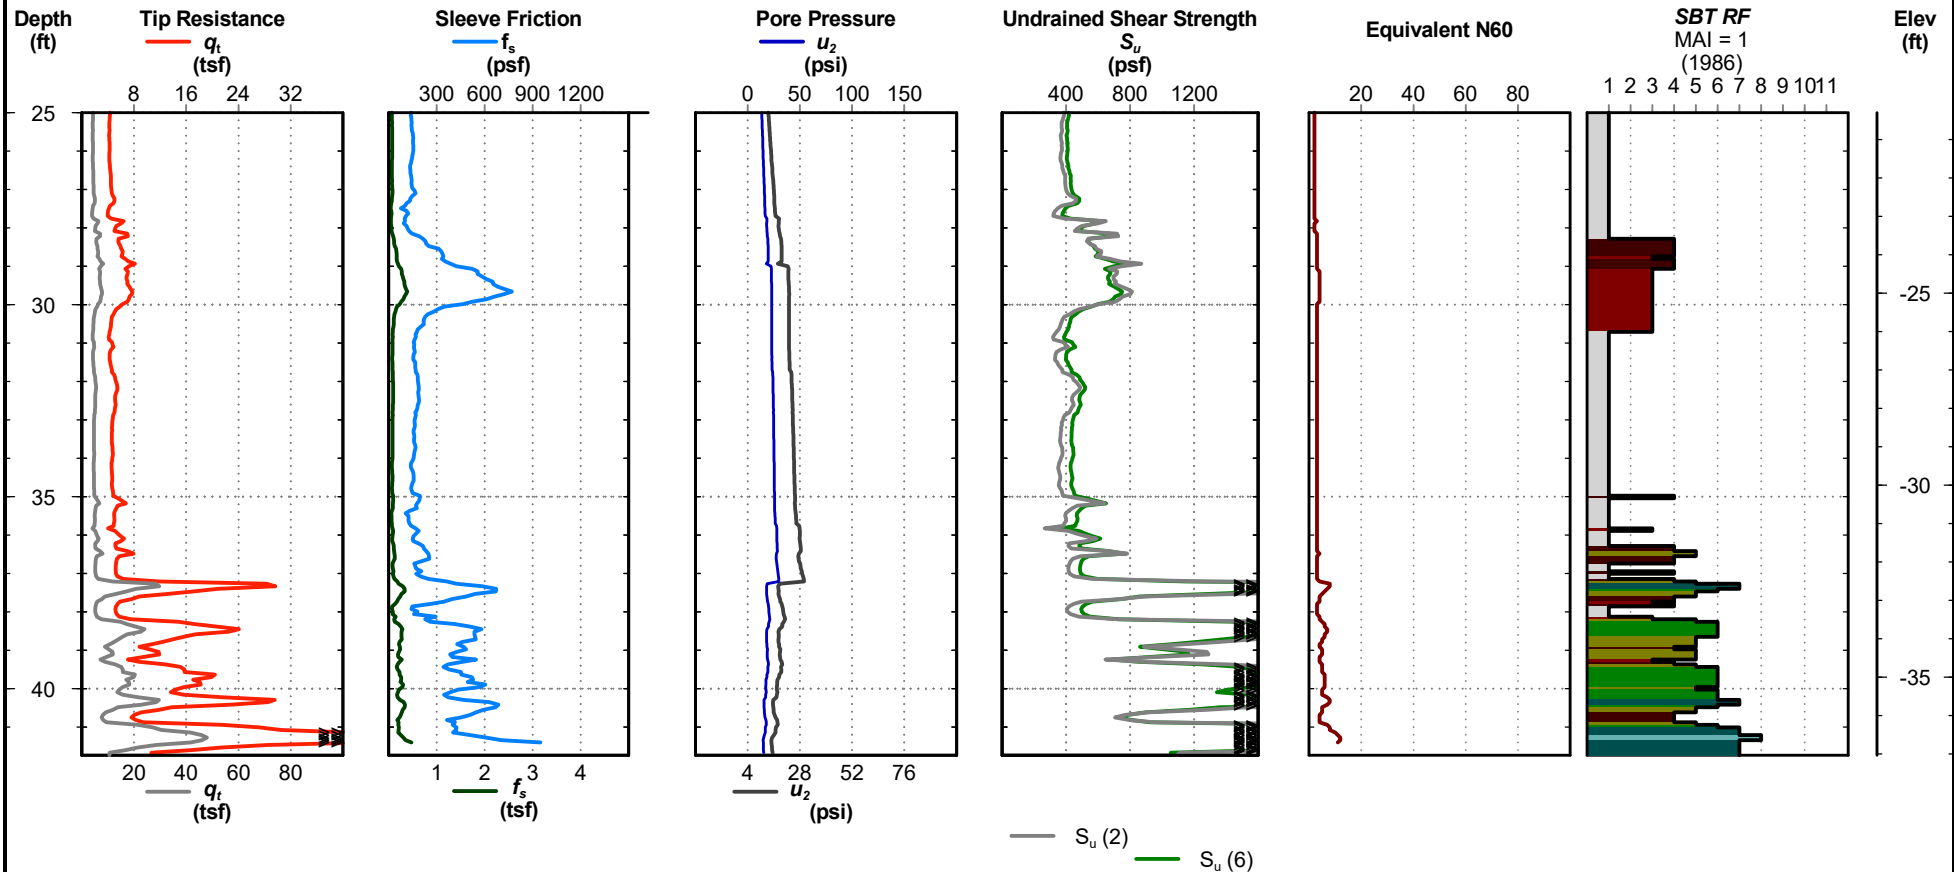 Depth
(ft)
Tip Resistance
qt
(tsf)
8 16 24 32
Sleeve Friction
fs
(psf)
300 600 900 1200
Pore Pressure
u2
(psi)
0 50 100 150
Undrained Shear Strength
Su
(psf)
400 800 1200
Equivalent N60
20 40 60 80
SBT RF
MAI = 1
(1986)
1 2 3 4 5 6 7 8 9 10 11
Elev
(ft)
25
30
35
40
-25
-30
-35
20 40 60 80
qt
(tsf)
1 2 3 4
fs
(tsf)
4 28 52 76
u2
(psi)
Su (2)
Su (6)